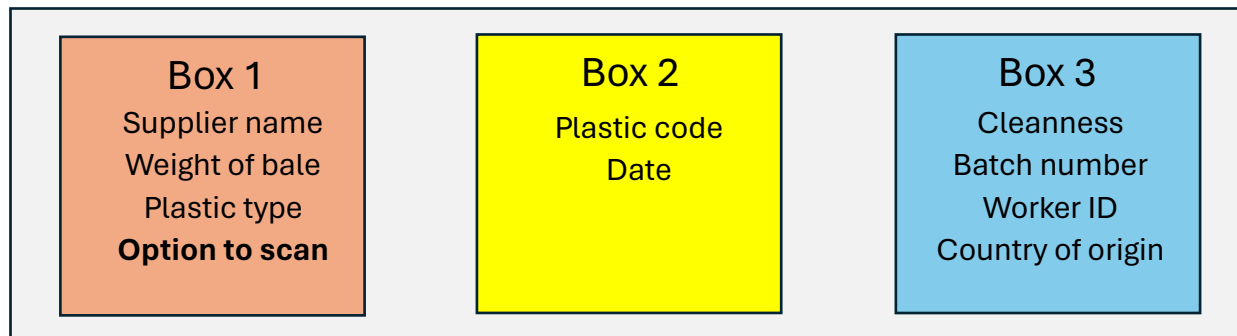 Box 1
Supplier name
Weight of bale
Plastic type
Option to scan
Box 2
Plastic code
Date
Box 3
Cleanness
Batch number
Worker ID
Country of origin